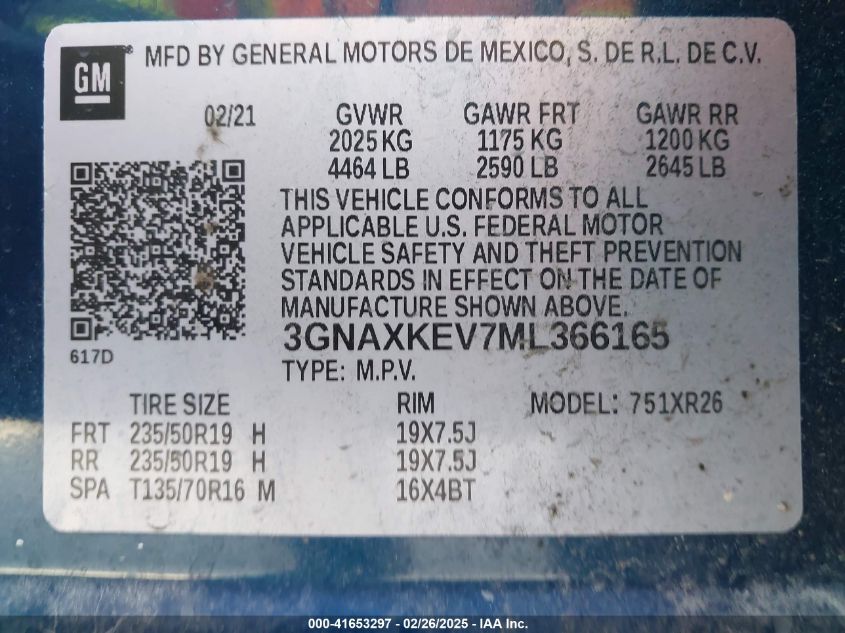 GM
MFD BY GENERAL MOTORS DE MEXICO, S. DE R.L. DE C.V.
02/21 GVWR GAWR FRT GAWR RR
2025 KG 1175 KG 1200 KG
4464 LB 2590 LB 2645 LB
THIS VEHICLE CONFORMS TO ALL
APPLICABLE U.S. FEDERAL MOTOR
VEHICLE SAFETY AND THEFT PREVENTION
STANDARDS IN EFFECT ON THE DATE OF
MANUFACTURE SHOWN ABOVE.
3GNAXKEV7ML366165
617D
TYPE: M.P.V.
TIRE SIZE RIM MODEL: 751XR26
FRT 235/50R19 H 19X7.5J
RR 235/50R19 H 19X7.5J
SPA T135/70R16 M 16X4BT
000-41653297 - 02/26/2025 - IAA Inc.